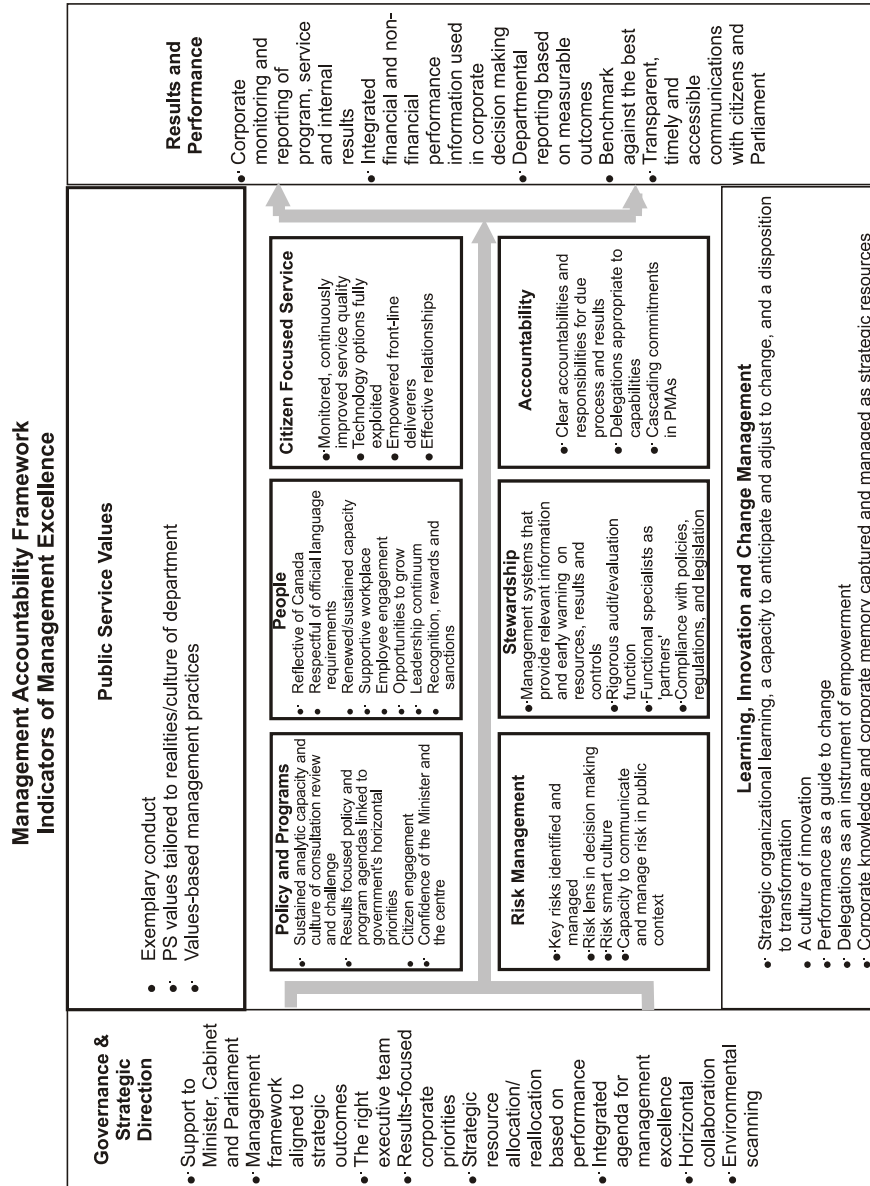 Management Accountability Framework
Indicators of Management Excellence
Governance &
Strategic
Direction
• Support to
Minister, Cabinet
and Parliament
• Management
framework
aligned to
strategic
outcomes
• The right
executive team
• Results-focused
corporate
priorities
• Strategic
resource
allocation/
reallocation
based on
performance
• Integrated
agenda for
management
excellence
• Horizontal
collaboration
• Environmental
scanning
Public Service Values
• Exemplary conduct
• PS values tailored to realities/culture of department
• Values-based management practices
Policy and Programs
• Sustained analytic capacity and
culture of consultation review
and challenge
• Results focused policy and
program agendas linked to
government's horizontal
priorities
• Citizen engagement
• Confidence of the Minister and
the centre
People
• Reflective of Canada
• Respectful of official language
requirements
• Renewed/sustained capacity
• Supportive workplace
• Employee engagement
• Opportunities to grow
• Leadership continuum
• Recognition, rewards and
sanctions
Citizen Focused Service
• Monitored, continuously
improved service quality
• Technology options fully
exploited
• Empowered front-line
deliverers
• Effective relationships
Risk Management
• Key risks identified and
managed
• Risk lens in decision making
• Risk smart culture
• Capacity to communicate
and manage risk in public
context
Stewardship
• Management systems that
provide relevant information
and early warning on
resources, results and
controls
• Rigorous audit/evaluation
function
• Functional specialists as
'partners'
• Compliance with policies,
regulations, and legislation
Accountability
• Clear accountabilities and
responsibilities for due
process and results
• Delegations appropriate to
capabilities
• Cascading commitments
in PMAs
Learning, Innovation and Change Management
• Strategic organizational learning, a capacity to anticipate and adjust to change, and a disposition
to transformation
• A culture of innovation
• Performance as a guide to change
• Delegations as an instrument of empowerment
• Corporate knowledge and corporate memory captured and managed as strategic resources
Results and
Performance
• Corporate
monitoring and
reporting of
program, service
and internal
results
• Integrated
financial and non-
financial
performance
information used
in corporate
decision making
• Departmental
reporting based
on measurable
outcomes
• Benchmark
against the best
• Transparent,
timely and
accessible
communications
with citizens and
Parliament